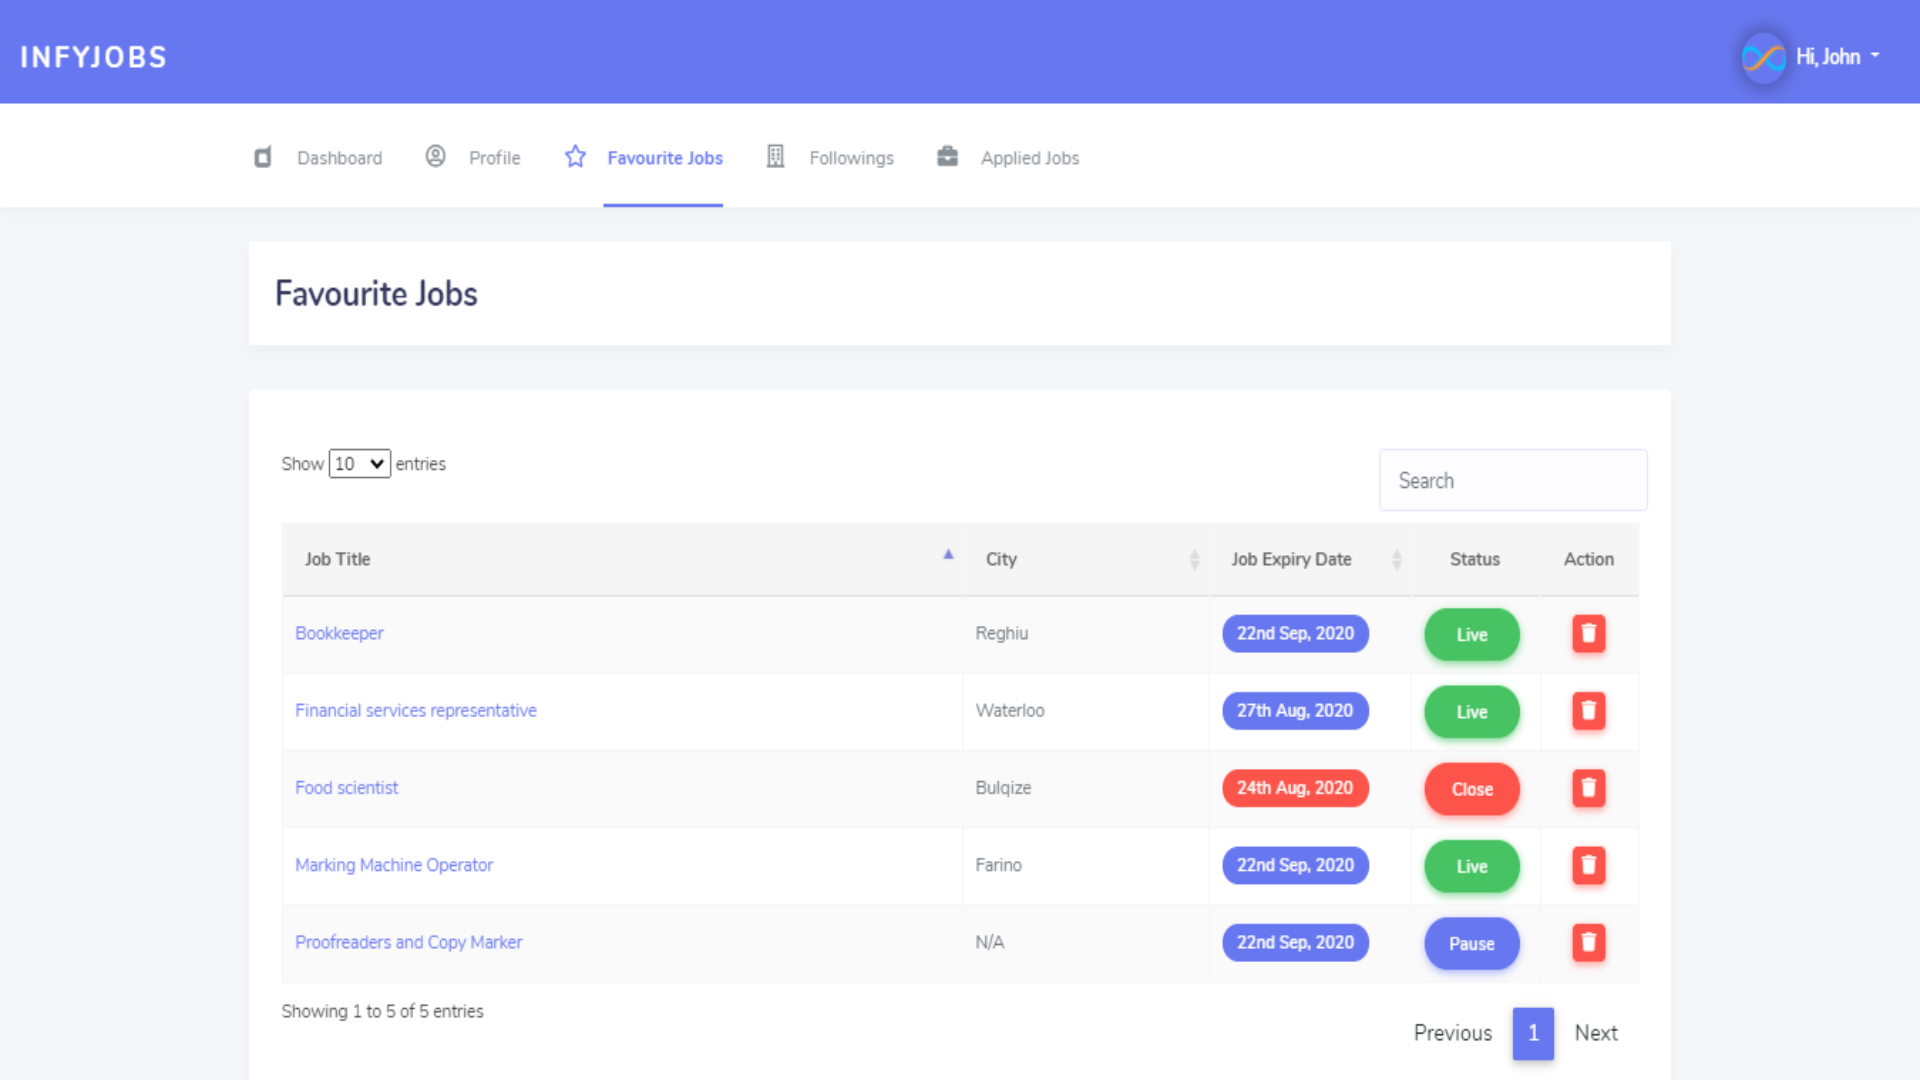 INFYJOBS
Hi, John
Dashboard Profile Favourite Jobs Followings Applied Jobs
Favourite Jobs
Show 10 entries
Search
Job Title City Job Expiry Date Status Action
Bookkeeper Reghiu 22nd Sep, 2020 Live
Financial services representative Waterloo 27th Aug, 2020 Live
Food scientist Bulqize 24th Aug, 2020 Close
Marking Machine Operator Farino 22nd Sep, 2020 Live
Proofreaders and Copy Marker N/A 22nd Sep, 2020 Pause
Showing 1 to 5 of 5 entries
Previous 1 Next